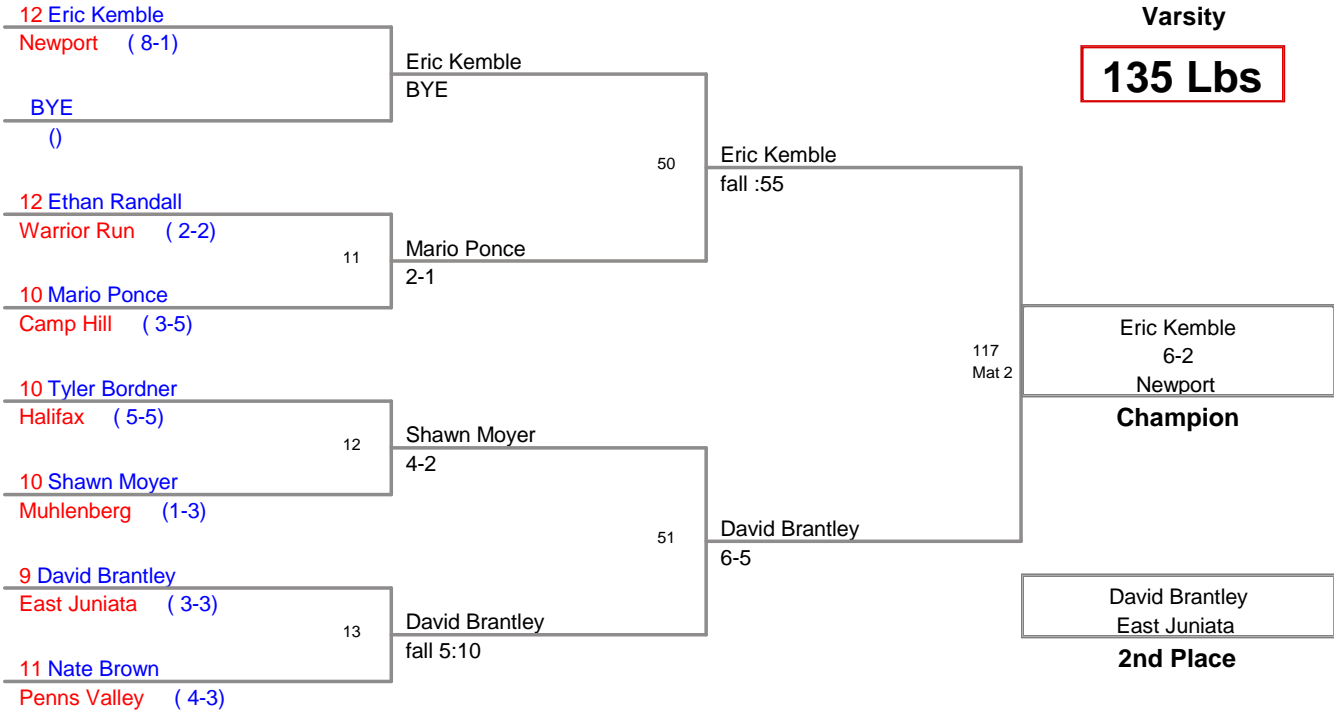 12 Eric Kemble
Newport ( 8-1)
BYE
()
12 Ethan Randall
Warrior Run ( 2-2)
10 Mario Ponce
Camp Hill ( 3-5)
10 Tyler Bordner
Halifax ( 5-5)
10 Shawn Moyer
Muhlenberg (1-3)
9 David Brantley
East Juniata ( 3-3)
11 Nate Brown
Penns Valley ( 4-3)
Eric Kemble
BYE
11
Mario Ponce
2-1
12
Shawn Moyer
4-2
13
David Brantley
fall 5:10
50
Eric Kemble
fall :55
51
David Brantley
6-5
Varsity
135 Lbs
117
Mat 2
Eric Kemble
6-2
Newport
Champion
David Brantley
East Juniata
2nd Place